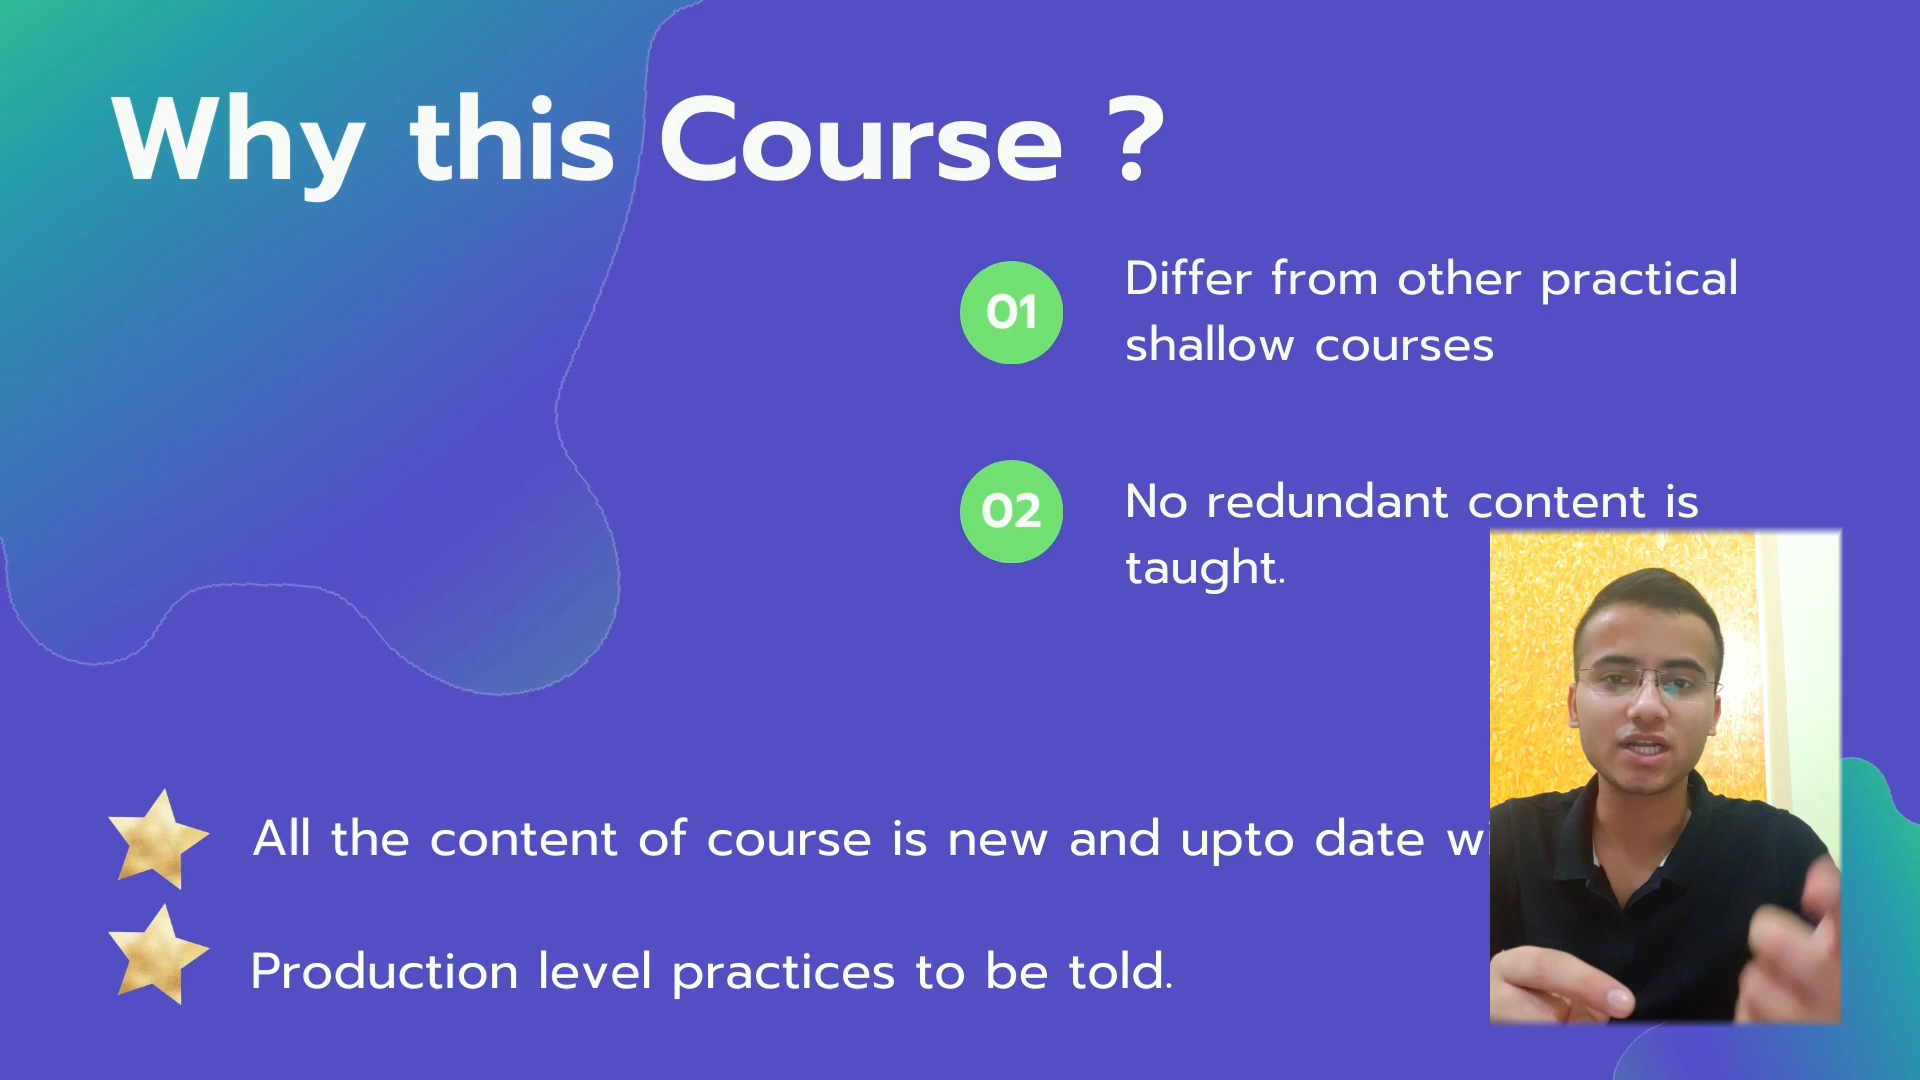 Why this Course ?
01
Differ from other practical
shallow courses
02
No redundant content is
taught.
All the content of course is new and upto date
Production level practices to be told.